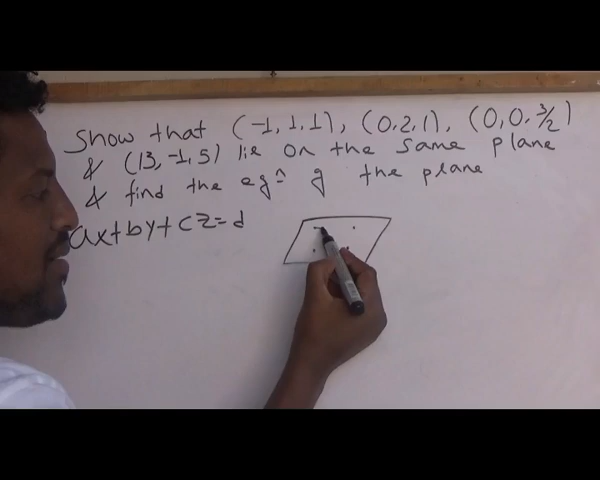 Show that (-1, 1, 1), (0, 2, 1), (0, 0, 3/2)
& (13, -1, 5) lie on the same plane
& find the eqn of the plane
ax+by+cz=d